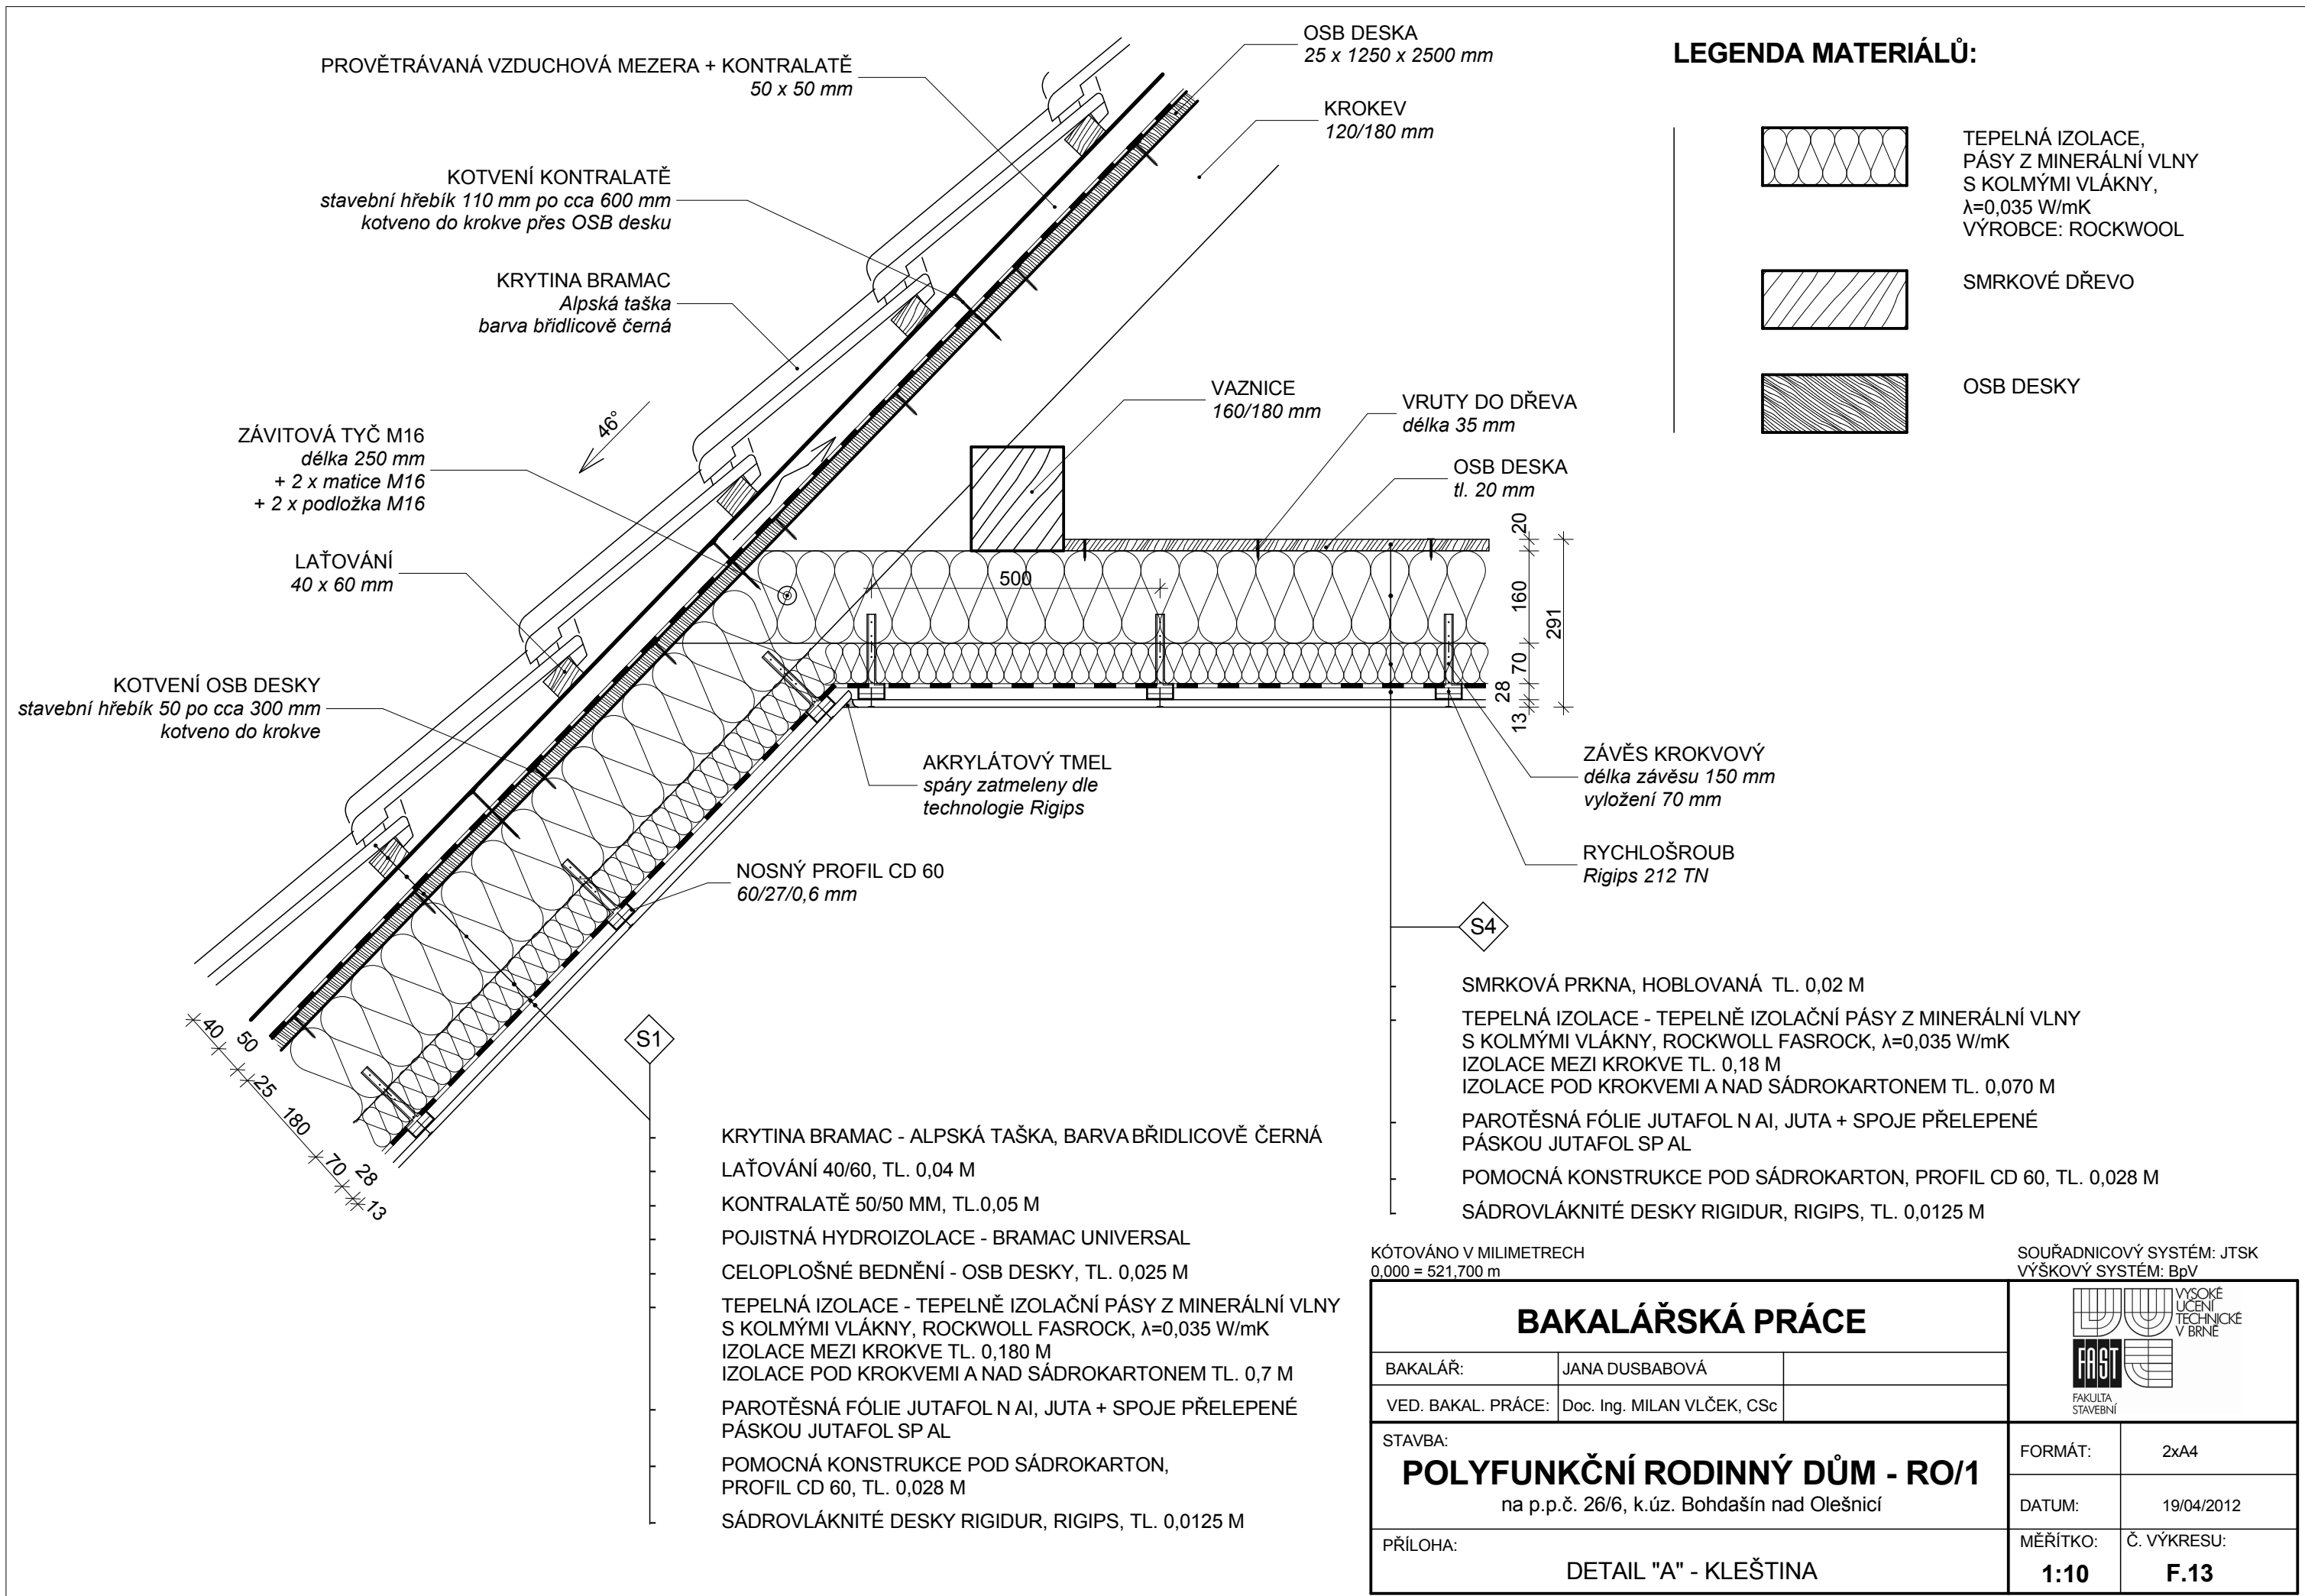 PROVĚTRÁVANÁ VZDUCHOVÁ MEZERA + KONTRALATĚ
50 x 50 mm
KOTVENÍ KONTRALATĚ
stavební hřebík 110 mm po cca 600 mm
kotveno do krokve přes OSB desku
KRYTINA BRAMAC
Alpská taška
barva břidlicově černá
46°
ZÁVITOVÁ TYČ M16
délka 250 mm
+ 2 x matice M16
+ 2 x podložka M16
LAŤOVÁNÍ
40 x 60 mm
KOTVENÍ OSB DESKY
stavební hřebík 50 po cca 300 mm
kotveno do krokve
OSB DESKA
25 x 1250 x 2500 mm
KROKEV
120/180 mm
VAZNICE
160/180 mm
VRUTY DO DŘEVA
délka 35 mm
OSB DESKA
tl. 20 mm
500
20
160
70
28
13
291
AKRYLÁTOVÝ TMEL
spáry zatmeleny dle
technologie Rigips
NOSNÝ PROFIL CD 60
60/27/0,6 mm
ZÁVĚS KROKVOVÝ
délka závěsu 150 mm
vyložení 70 mm
RYCHLOŠROUB
Rigips 212 TN
LEGENDA MATERIÁLŮ:
TEPELNÁ IZOLACE,
PÁSY Z MINERÁLNÍ VLNY
S KOLMÝMI VLÁKNY,
λ=0,035 W/mK
VÝROBCE: ROCKWOOL
SMRKOVÉ DŘEVO
OSB DESKY
40
50
25
180
70
28
13
S1
KRYTINA BRAMAC - ALPSKÁ TAŠKA, BARVA BŘIDLICOVĚ ČERNÁ
LAŤOVÁNÍ 40/60, TL. 0,04 M
KONTRALATĚ 50/50 MM, TL.0,05 M
POJISTNÁ HYDROIZOLACE - BRAMAC UNIVERSAL
CELOPLOŠNÉ BEDNĚNÍ - OSB DESKY, TL. 0,025 M
TEPELNÁ IZOLACE - TEPELNĚ IZOLAČNÍ PÁSY Z MINERÁLNÍ VLNY
S KOLMÝMI VLÁKNY, ROCKWOLL FASROCK, λ=0,035 W/mK
IZOLACE MEZI KROKVE TL. 0,180 M
IZOLACE POD KROKVEMI A NAD SÁDROKARTONEM TL. 0,7 M
PAROTĚSNÁ FÓLIE JUTAFOL N AI, JUTA + SPOJE PŘELEPENÉ
PÁSKOU JUTAFOL SP AL
POMOCNÁ KONSTRUKCE POD SÁDROKARTON,
PROFIL CD 60, TL. 0,028 M
SÁDROVLÁKNITÉ DESKY RIGIDUR, RIGIPS, TL. 0,0125 M
S4
SMRKOVÁ PRKNA, HOBLOVANÁ TL. 0,02 M
TEPELNÁ IZOLACE - TEPELNĚ IZOLAČNÍ PÁSY Z MINERÁLNÍ VLNY
S KOLMÝMI VLÁKNY, ROCKWOLL FASROCK, λ=0,035 W/mK
IZOLACE MEZI KROKVE TL. 0,18 M
IZOLACE POD KROKVEMI A NAD SÁDROKARTONEM TL. 0,070 M
PAROTĚSNÁ FÓLIE JUTAFOL N AI, JUTA + SPOJE PŘELEPENÉ
PÁSKOU JUTAFOL SP AL
POMOCNÁ KONSTRUKCE POD SÁDROKARTON, PROFIL CD 60, TL. 0,028 M
SÁDROVLÁKNITÉ DESKY RIGIDUR, RIGIPS, TL. 0,0125 M
KÓTOVÁNO V MILIMETRECH
0,000 = 521,700 m
SOUŘADNICOVÝ SYSTÉM: JTSK
VÝŠKOVÝ SYSTÉM: BpV
BAKALÁŘSKÁ PRÁCE
BAKALÁŘ: JANA DUSBABOVÁ
VED. BAKAL. PRÁCE: Doc. Ing. MILAN VLČEK, CSc
VYSOKÉ
UČENÍ
TECHNICKÉ
V BRNĚ
FAST
FAKULTA
STAVEBNÍ
STAVBA:
POLYFUNKČNÍ RODINNÝ DŮM - RO/1
na p.p.č. 26/6, k.úz. Bohdašín nad Olešnicí
FORMÁT: 2xA4
DATUM: 19/04/2012
PŘÍLOHA:
DETAIL "A" - KLEŠTINA
MĚŘÍTKO:
1:10
Č. VÝKRESU:
F.13